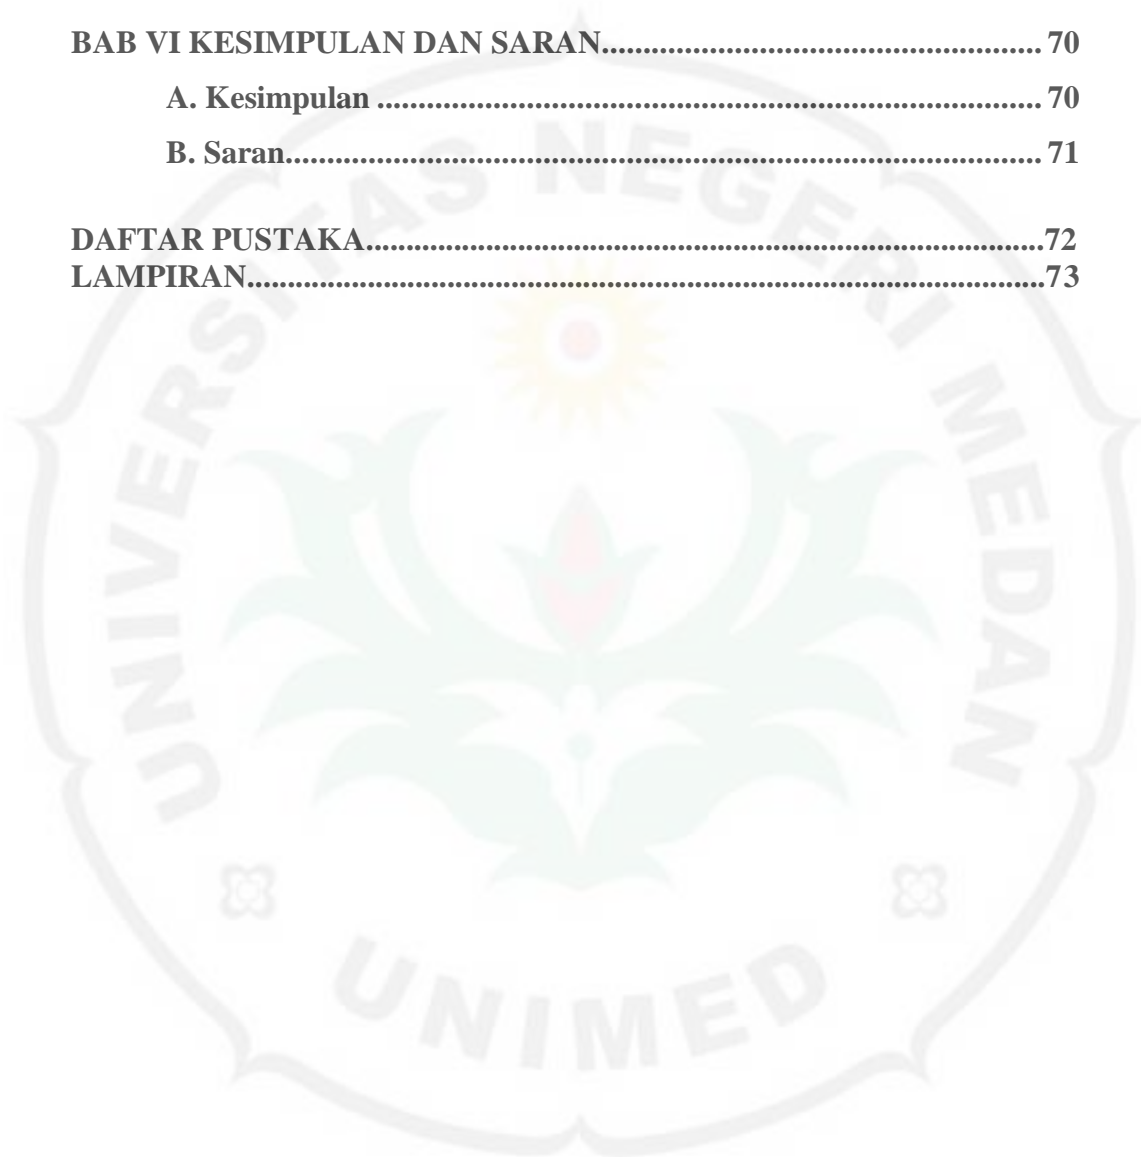 BAB VI KESIMPULAN DAN SARAN..................................................... 70
A. Kesimpulan ................................................................................ 70
B. Saran........................................................................................... 71
DAFTAR PUSTAKA..................................................................................72
LAMPIRAN................................................................................................73
UNIVERSITAS NEGERI MEDAN
UNIMED